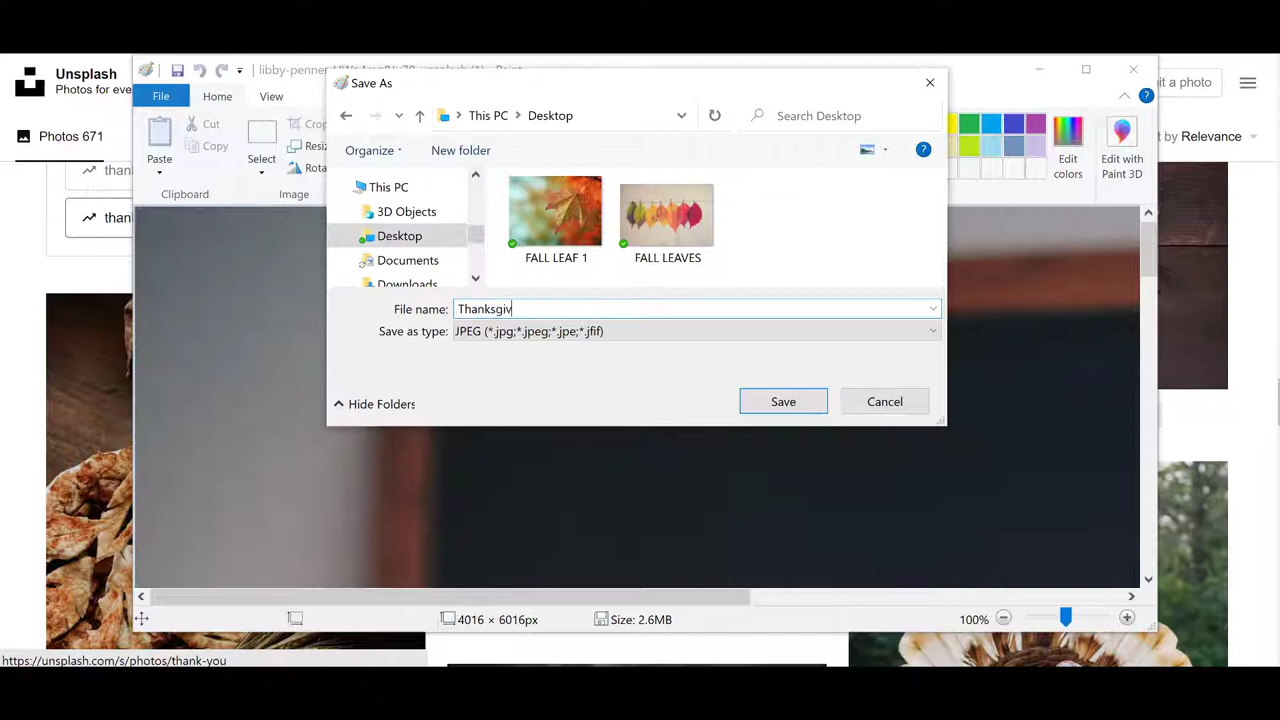 Unsplash
Photos for eve
Photos 671
than
than
File
Home
View
Paste
Cut
Copy
Clipboard
Select
Image
Save As
This PC
Desktop
Search Desktop
Organize
New folder
This PC
3D Objects
Desktop
Documents
Downloads
FALL LEAF 1
FALL LEAVES
File name:
Thanksgiv
Save as type:
JPEG (*.jpg;*.jpeg;*.jpe;*.jfif)
Hide Folders
Save
Cancel
Edit
colors
Edit with
Paint 3D
it a photo
t by Relevance
4016 × 6016px
Size: 2.6MB
100%
https://unsplash.com/s/photos/thank-you